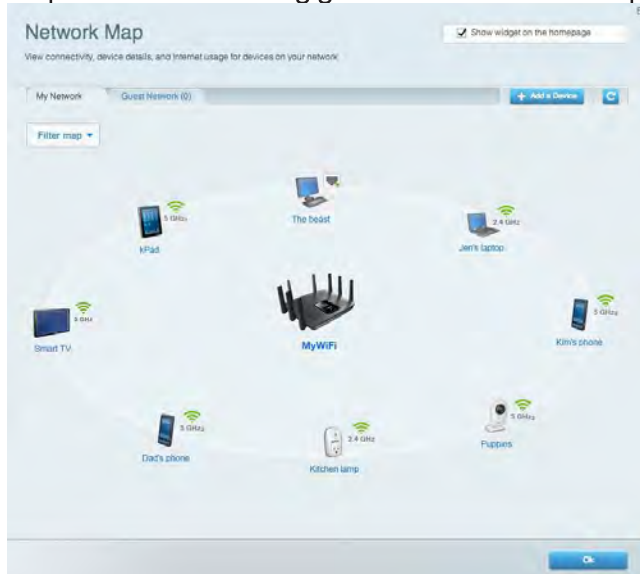 Network Map
Show widget on the homepage
View connectivity, device details, and Internet usage for devices on your network
My Network
Guest Network (0)
+ Add a Device
Filter map
The beast
5 GHz
kPad
2.4 GHz
Jen's laptop
5 GHz
Smart TV
MyWiFi
5 GHz
Kim's phone
5 GHz
Dad's phone
2.4 GHz
Kitchen lamp
5 GHz
Puppies
Ok